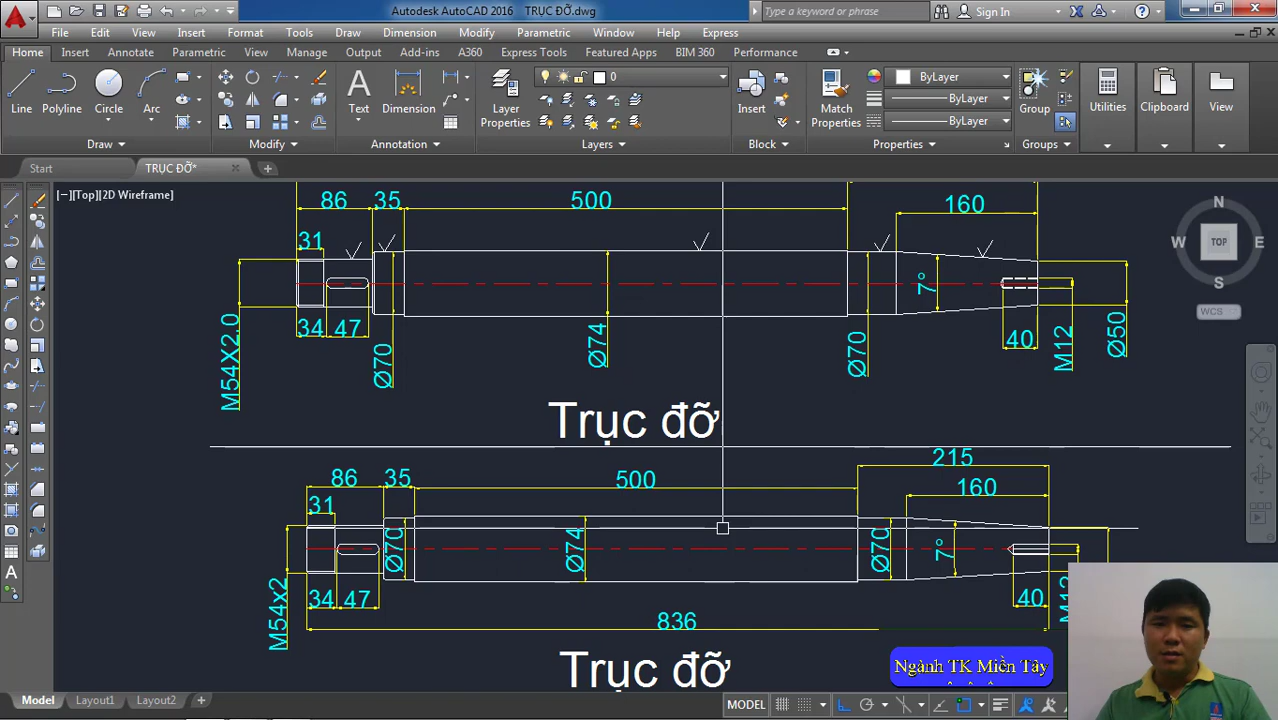 Autodesk AutoCAD 2016 TRỤC ĐỠ.dwg
Type a keyword or phrase
Sign In
File Edit View Insert Format Tools Draw Dimension Modify Parametric Window Help Express
Home Insert Annotate Parametric View Manage Output Add-ins A360 Express Tools Featured Apps BIM 360 Performance
Line Polyline Circle Arc
Text Dimension
Layer Properties
0
Insert
Match Properties
ByLayer
ByLayer
ByLayer
Group
Utilities
Clipboard
View
Draw Modify Annotation Layers Block Properties Groups
Start TRỤC ĐỠ*
[−][Top][2D Wireframe]
N
W TOP E
S
WCS
86 35 500 160
31
7°
34 47 40
M54X2.0 Ø70 Ø74 Ø70 M12 Ø50
Trục đỡ
215
86 35 500 160
31
Ø70 Ø74 Ø70 7°
34 47 40
M54x2
836
Trục đỡ
Ngành TK Miền Tây
Model Layout1 Layout2
MODEL